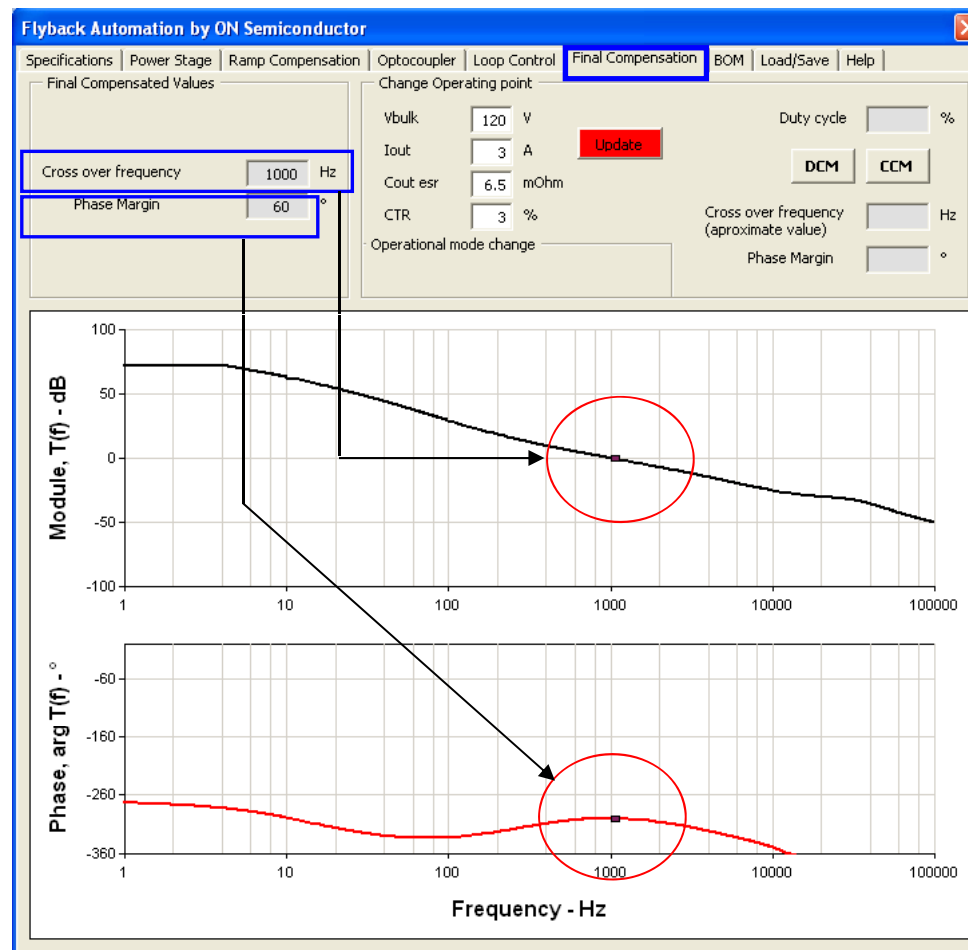 Flyback Automation by ON Semiconductor
Specifications Power Stage Ramp Compensation Optocoupler Loop Control Final Compensation BOM Load/Save Help
Final Compensated Values
Cross over frequency 1000 Hz
Phase Margin 60 °
Change Operating point
Vbulk 120 V
Iout 3 A
Cout esr 6.5 mOhm
CTR 3 %
Update
Operational mode change
Duty cycle %
DCM CCM
Cross over frequency Hz
(aproximate value)
Phase Margin °
Module, T(f) - dB
100
50
0
-50
-100
1 10 100 1000 10000 100000
Phase, arg T(f) - °
-60
-160
-260
-360
1 10 100 1000 10000 100000
Frequency - Hz